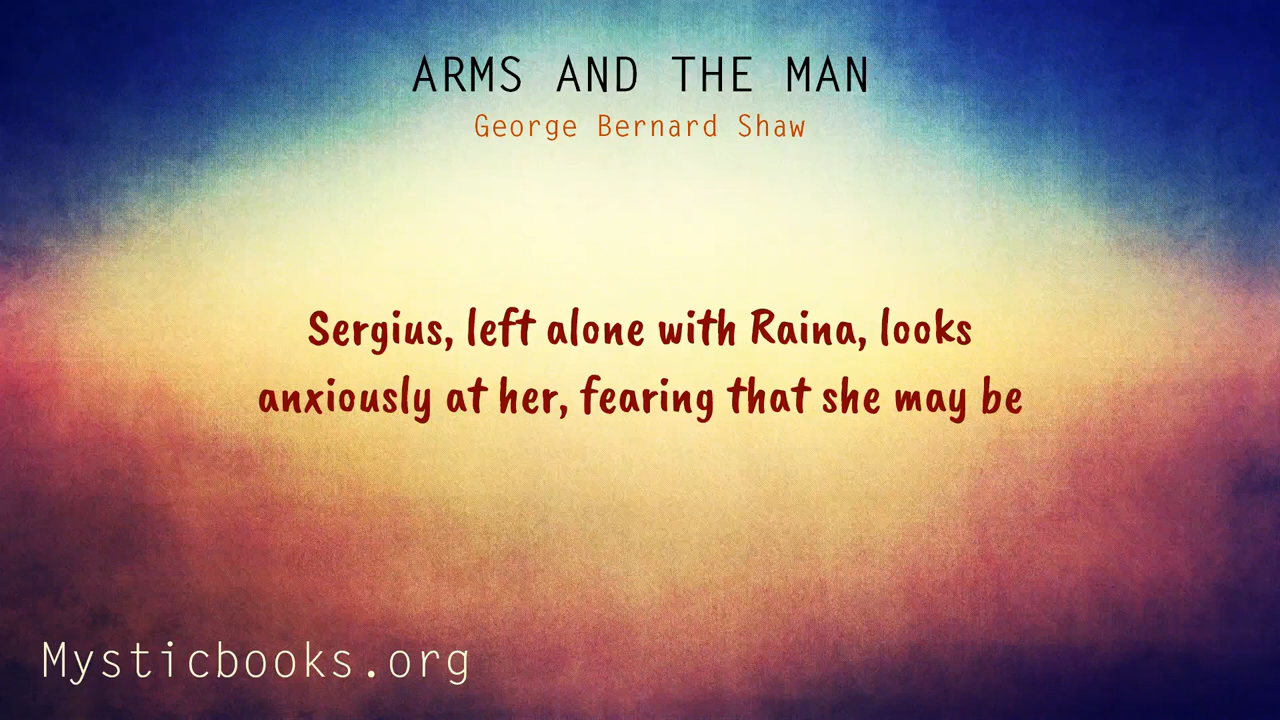 ARMS AND THE MAN
George Bernard Shaw
Sergius, left alone with Raina, looks
anxiously at her, fearing that she may be
Mysticbooks.org